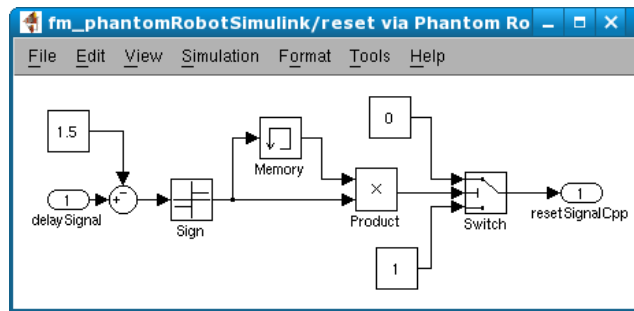 fm_phantomRobotSimulink/reset via Phantom Ro
File Edit View Simulation Format Tools Help
1.5
0
Memory
1
delaySignal
Sign
×
Product
Switch
1
resetSignalCpp
1